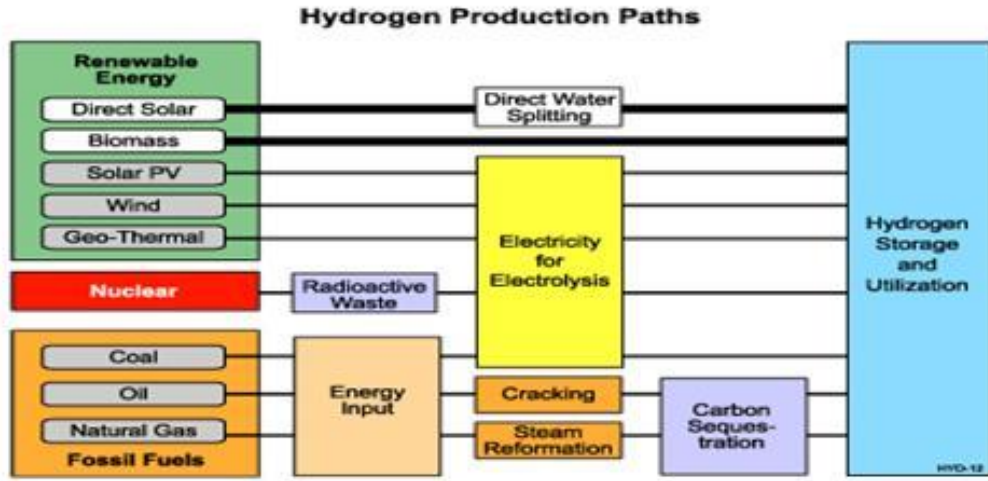 Hydrogen Production Paths
Renewable
Energy
Direct Solar
Biomass
Solar PV
Wind
Geo-Thermal
Nuclear
Coal
Oil
Natural Gas
Fossil Fuels
Radioactive
Waste
Energy
Input
Direct Water
Splitting
Electricity
for
Electrolysis
Cracking
Steam
Reformation
Carbon
Seques-
tration
Hydrogen
Storage
and
Utilization
HYD-12